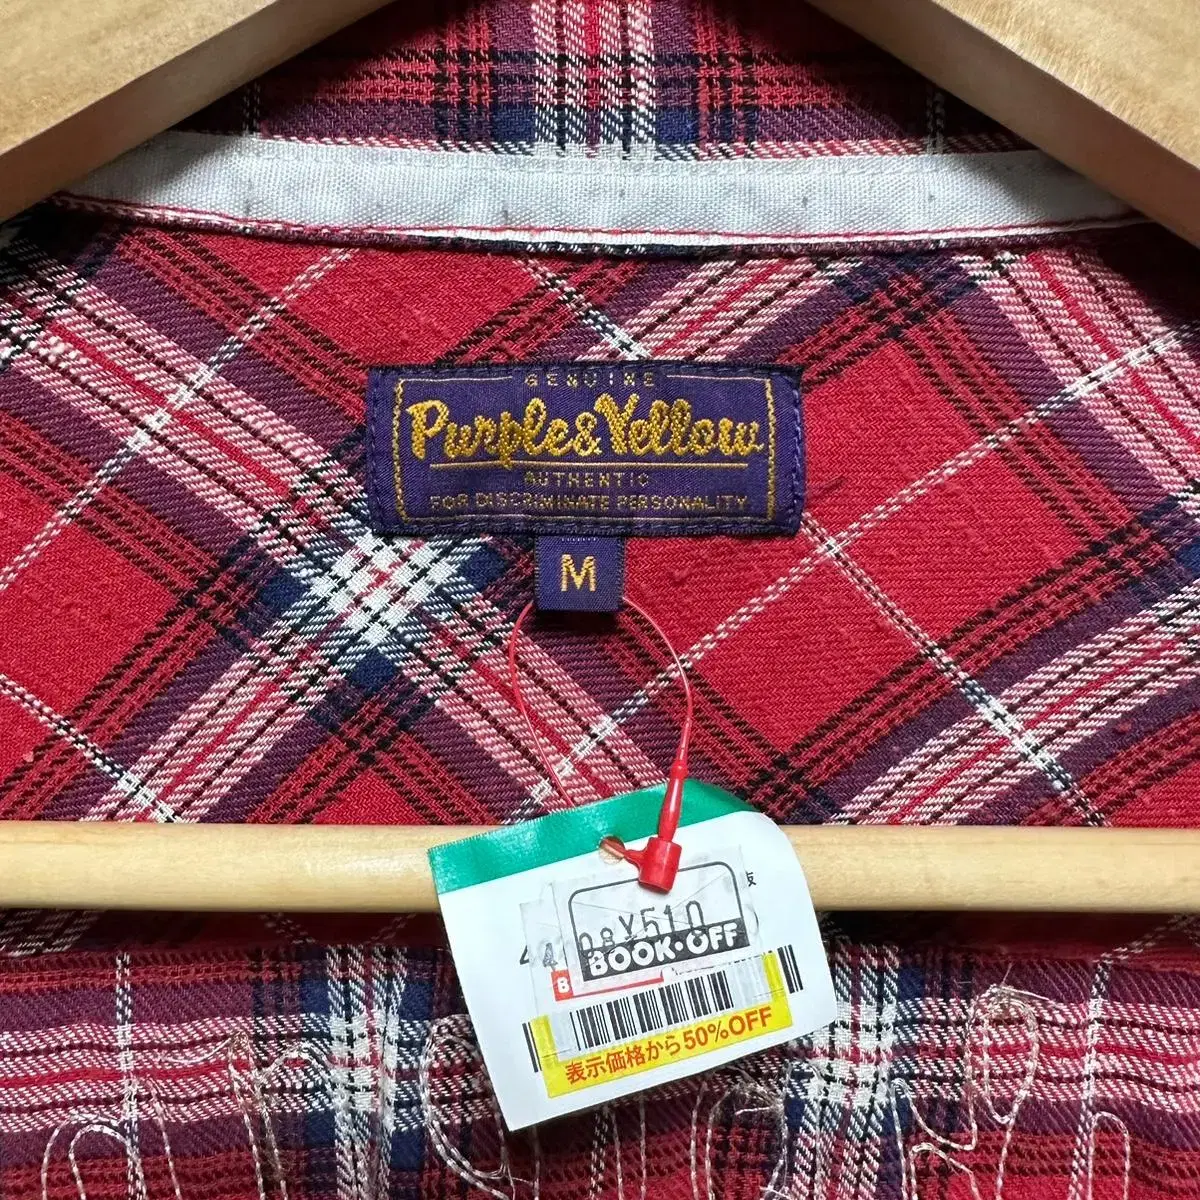 GENUINE
Purple & Yellow
AUTHENTIC
FOR DISCRIMINATE PERSONALITY
M
¥510
BOOK·OFF
B
表示価格から50%OFF